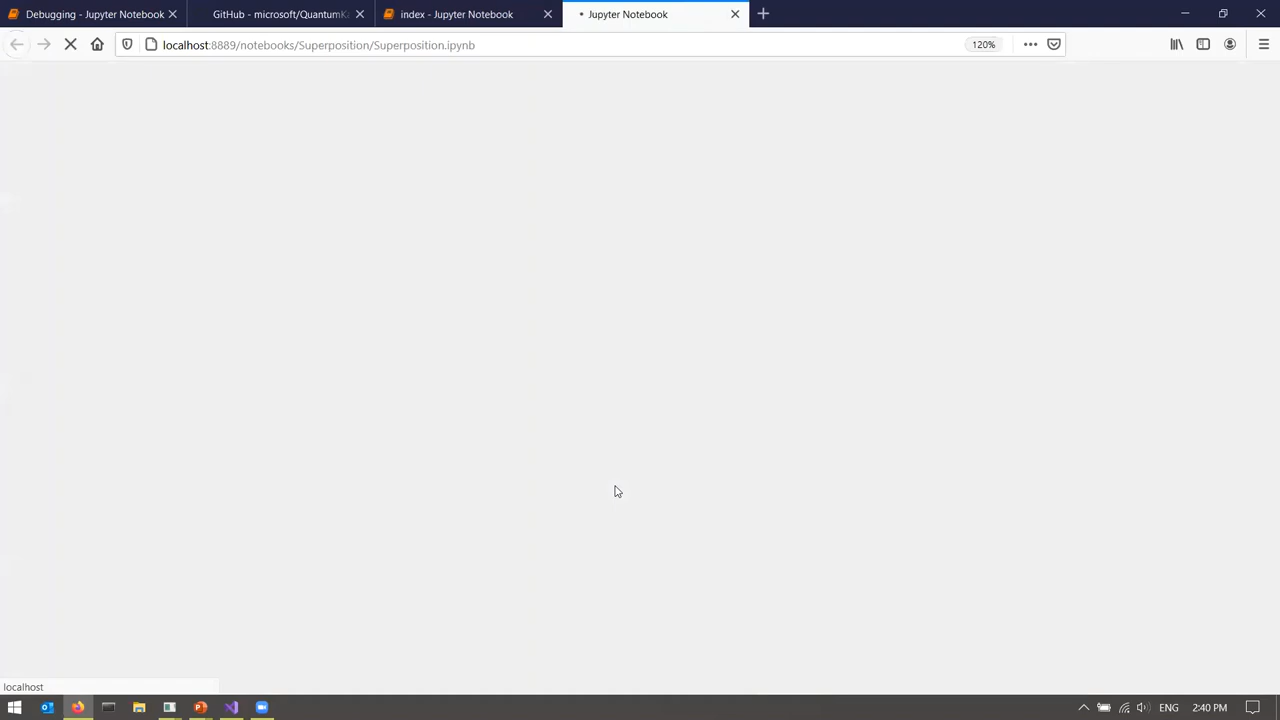 Debugging - Jupyter Notebook
GitHub - microsoft/QuantumKa
index - Jupyter Notebook
Jupyter Notebook
localhost:8889/notebooks/Superposition/Superposition.ipynb
120%
localhost
ENG
2:40 PM